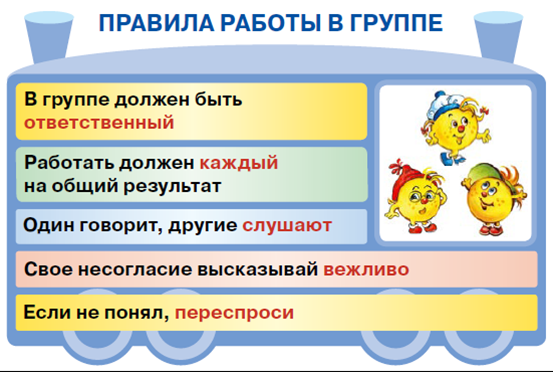 ПРАВИЛА РАБОТЫ В ГРУППЕ
В группе должен быть
ответственный
Работать должен каждый
на общий результат
Один говорит, другие слушают
Свое несогласие высказывай вежливо
Если не понял, переспроси